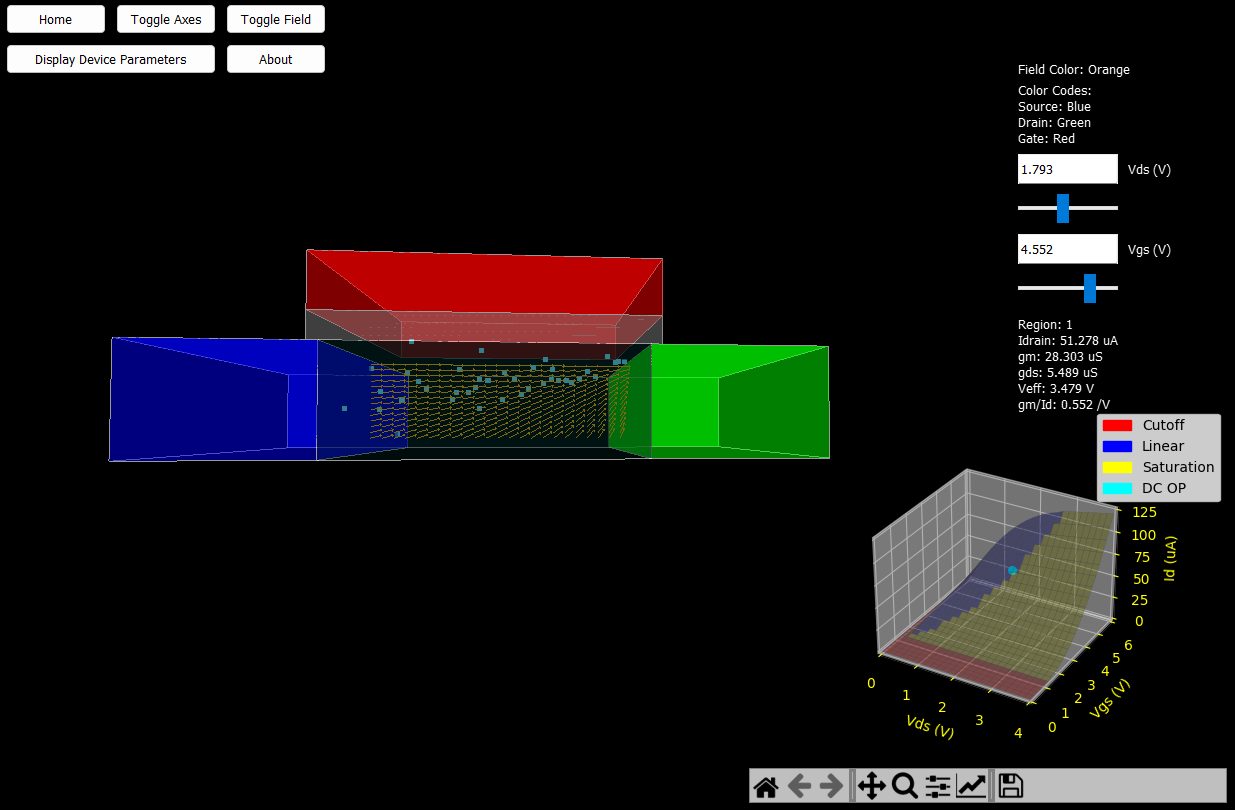 Home
Toggle Axes
Toggle Field
Display Device Parameters
About
Field Color: Orange
Color Codes:
Source: Blue
Drain: Green
Gate: Red
1.793
Vds (V)
4.552
Vgs (V)
Region: 1
Idrain: 51.278 uA
gm: 28.303 uS
gds: 5.489 uS
Veff: 3.479 V
gm/Id: 0.552 /V
Cutoff
Linear
Saturation
DC OP
125
100
75
50
25
0
Id (uA)
0
1
2
3
4
Vds (V)
0
1
2
3
4
5
6
Vgs (V)